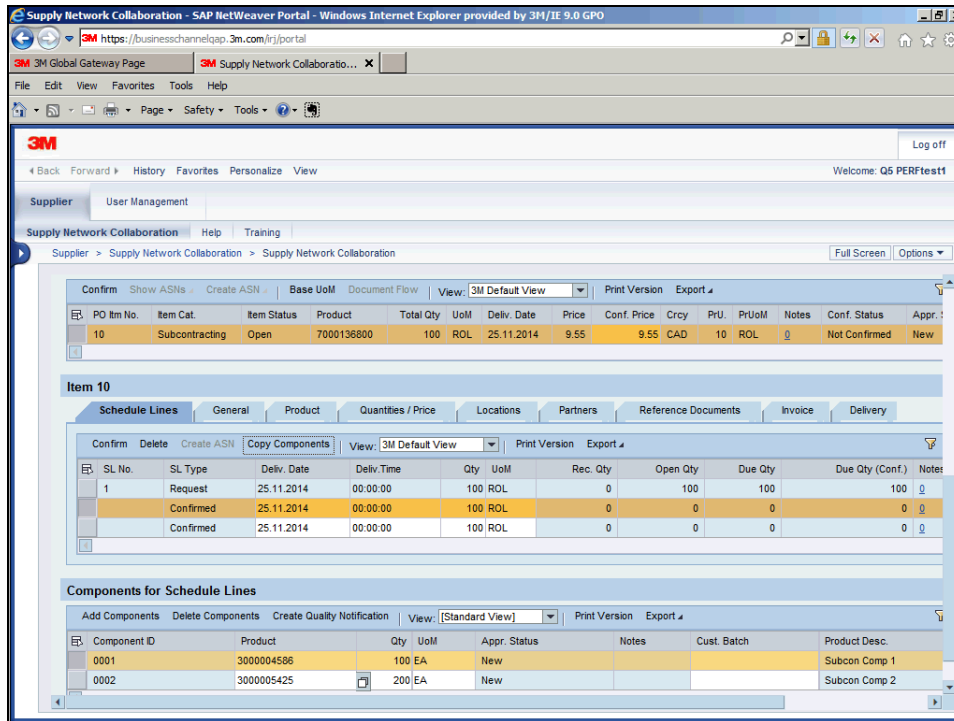 Supply Network Collaboration - SAP NetWeaver Portal - Windows Internet Explorer provided by 3M/IE 9.0 GPO
3M https://businesschannelqap.3m.com/irj/portal
3M 3M Global Gateway Page 3M Supply Network Collaboratio... X
File Edit View Favorites Tools Help
Page Safety Tools
3M Log off
Back Forward History Favorites Personalize View Welcome: Q5 PERFtest1
Supplier User Management
Supply Network Collaboration Help Training
Supplier > Supply Network Collaboration > Supply Network Collaboration Full Screen Options
Confirm Show ASNs Create ASN Base UoM Document Flow View: 3M Default View Print Version Export
PO Itm No. Item Cat. Item Status Product Total Qty UoM Deliv. Date Price Conf. Price Crcy PrU. PrUoM Notes Conf. Status Appr.
10 Subcontracting Open 7000136800 100 ROL 25.11.2014 9.55 9.55 CAD 10 ROL 0 Not Confirmed New
Item 10
Schedule Lines General Product Quantities / Price Locations Partners Reference Documents Invoice Delivery
Confirm Delete Create ASN Copy Components View: 3M Default View Print Version Export
SL No. SL Type Deliv. Date Deliv.Time Qty UoM Rec. Qty Open Qty Due Qty Due Qty (Conf.) Notes
1 Request 25.11.2014 00:00:00 100 ROL 0 100 100 100 0
Confirmed 25.11.2014 00:00:00 100 ROL 0 0 0 0 0
Confirmed 25.11.2014 00:00:00 100 ROL 0 0 0 0 0
Components for Schedule Lines
Add Components Delete Components Create Quality Notification View: [Standard View] Print Version Export
Component ID Product Qty UoM Appr. Status Notes Cust. Batch Product Desc.
0001 3000004586 100 EA New Subcon Comp 1
0002 3000005425 200 EA New Subcon Comp 2